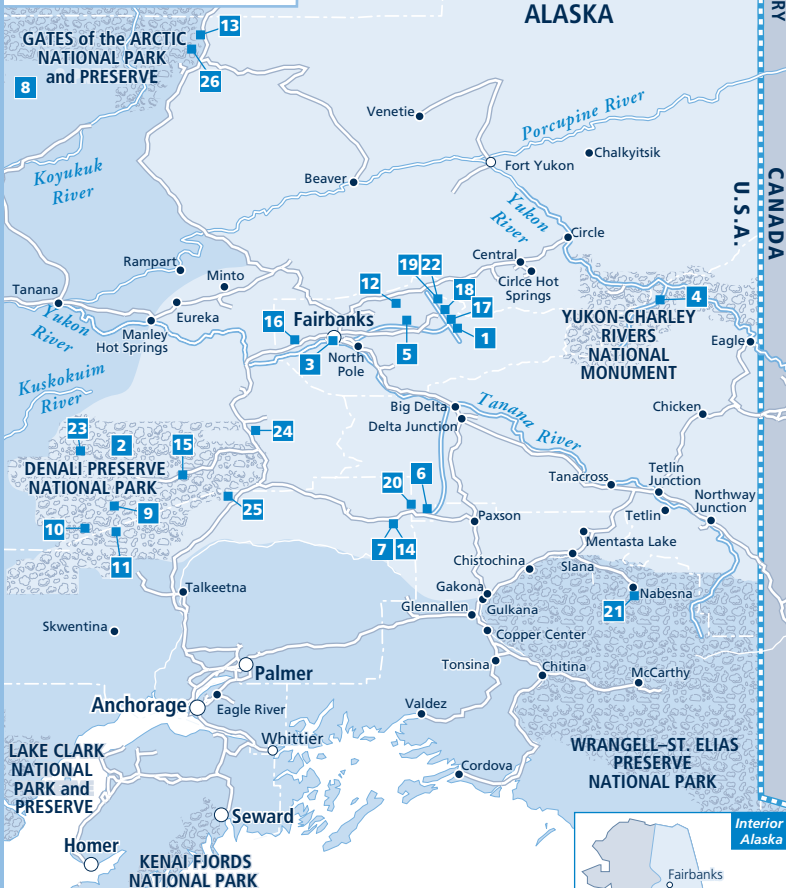 ALASKA
RY
13
GATES of the ARCTIC
NATIONAL PARK
and PRESERVE
26
8
Venetie
Porcupine River
Chalkyitsik
Fort Yukon
Koyukuk
River
Beaver
CANADA
U.S.A.
Yukon
River
Circle
Central
Cirlce Hot
Springs
Rampart
Minto
Tanana
Eureka
Yukon
River
Manley
Hot Springs
19
22
12
18
17
4
16
Fairbanks
1
5
3
North
Pole
YUKON-CHARLEY
RIVERS
NATIONAL
MONUMENT
Eagle
Kuskokuim
River
Big Delta
Delta Junction
Tanana River
Chicken
23
2
15
24
DENALI PRESERVE
NATIONAL PARK
Tanacross
Tetlin
Junction
Northway
Junction
Tetlin
20
6
25
9
10
11
Paxson
7
14
Mentasta Lake
Chistochina
Slana
Talkeetna
Gakona
Nabesna
21
Glennallen
Gulkana
Skwentina
Copper Center
Palmer
Tonsina
Chitina
McCarthy
Anchorage
Eagle River
Valdez
Whittier
LAKE CLARK
NATIONAL
PARK and
PRESERVE
WRANGELL–ST. ELIAS
PRESERVE
NATIONAL PARK
Cordova
Seward
Homer
KENAI FJORDS
NATIONAL PARK
Interior
Alaska
Fairbanks